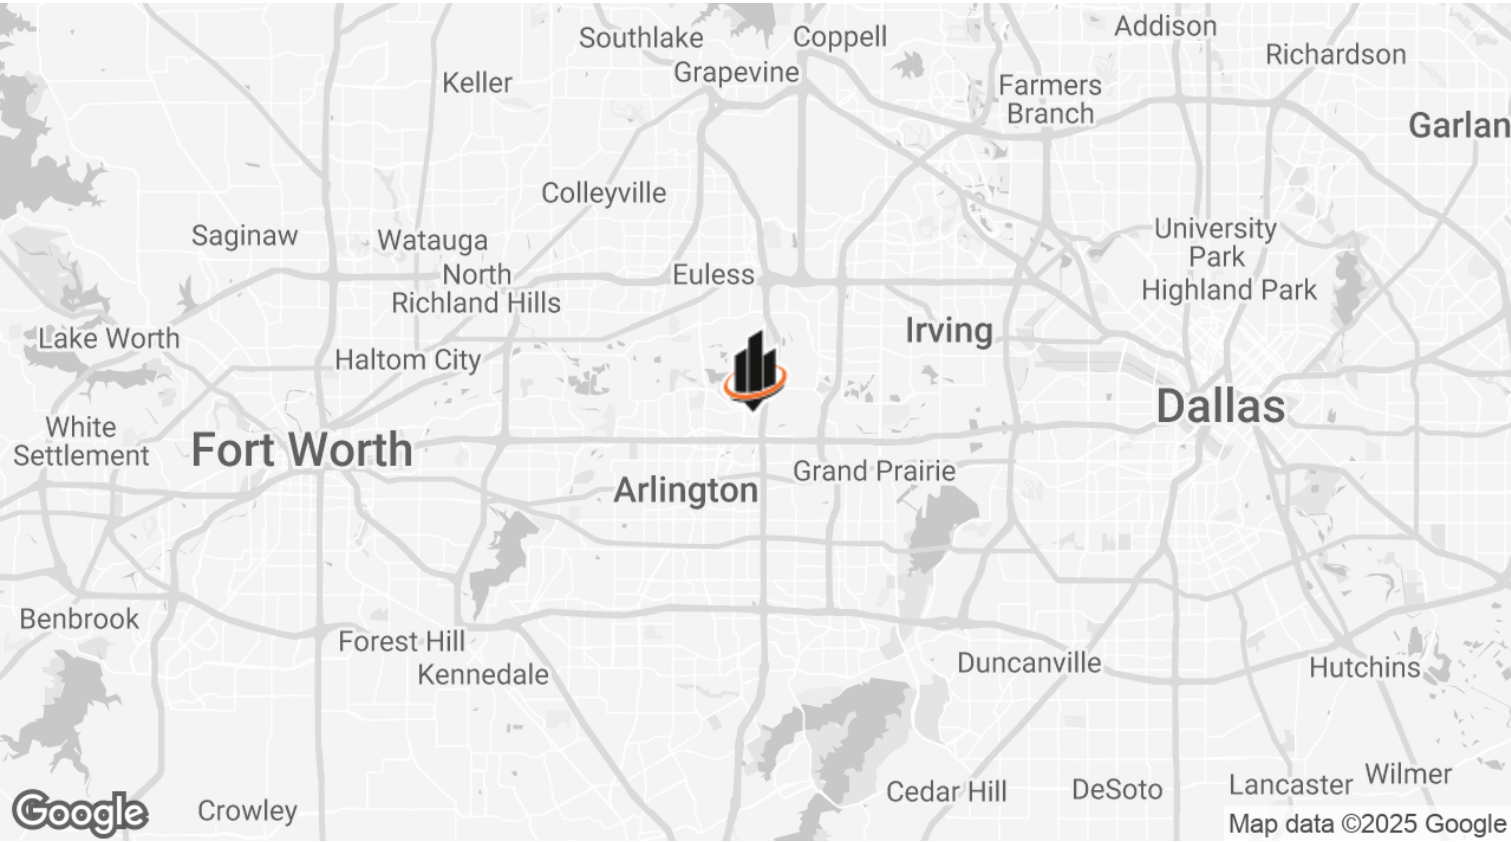 Addison
Southlake
Coppell
Richardson
Grapevine
Keller
Farmers
Branch
Garlan
Colleyville
University
Park
Saginaw
Watauga
North
Richland Hills
Euless
Highland Park
Irving
Lake Worth
Haltom City
Dallas
White
Settlement
Fort Worth
Grand Prairie
Arlington
Benbrook
Forest Hill
Kennedale
Duncanville
Hutchins
Wilmer
Lancaster
Cedar Hill
DeSoto
Crowley
Google
Map data ©2025 Google